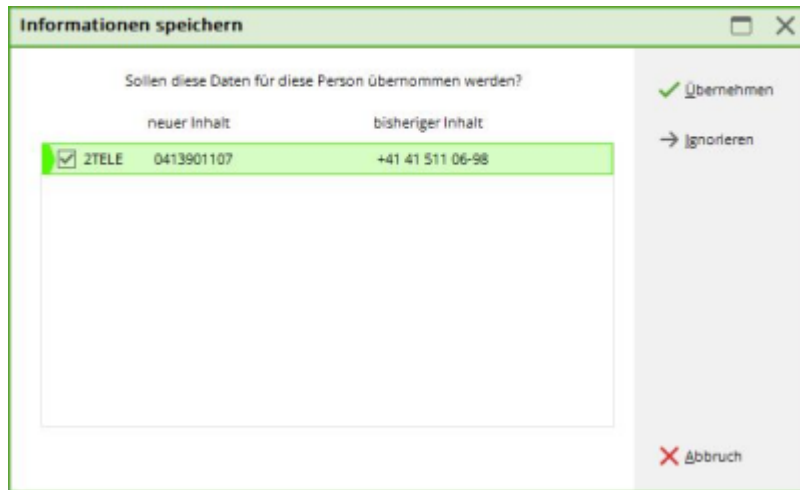 Informationen speichern
Sollen diese Daten für diese Person übernommen werden?
neuer Inhalt bisheriger Inhalt
2TELE 0413901107 +41 41 511 06-98
Übernehmen
Ignorieren
Abbruch